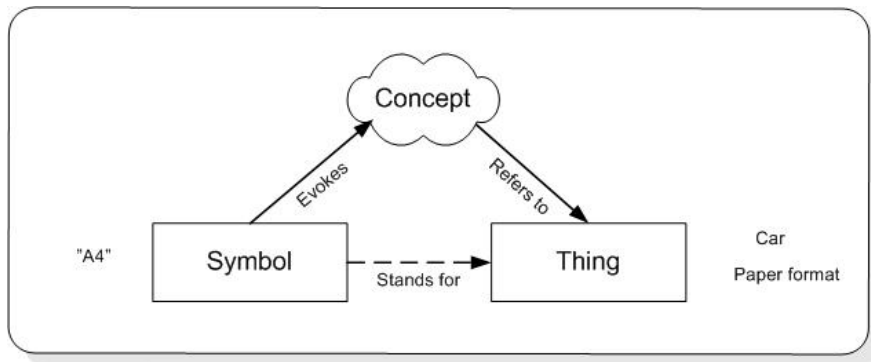 Concept
Evokes
Refers to
"A4"
Symbol
Stands for
Thing
Car
Paper format